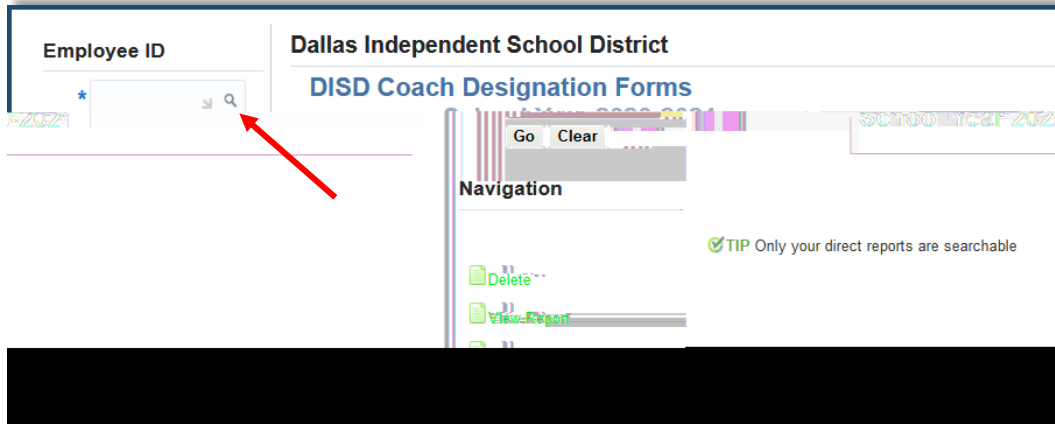 Employee ID
Dallas Independent School District
*
DISD Coach Designation Forms
Go Clear
Navigation
TIP Only your direct reports are searchable
Delete
View Report